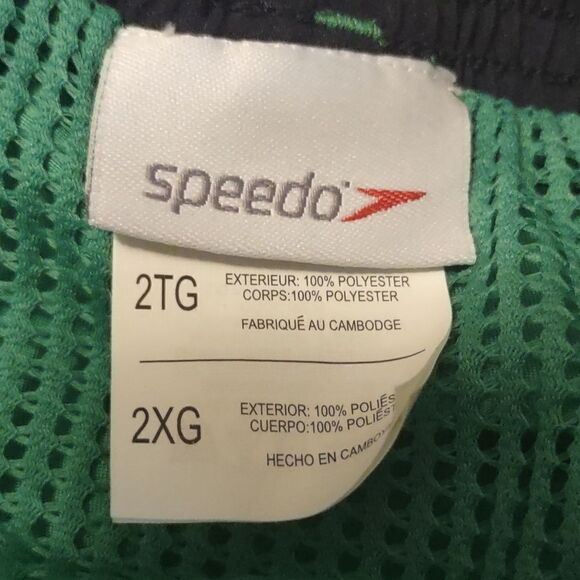 speedo
2TG
EXTERIEUR: 100% POLYESTER
CORPS:100% POLYESTER
FABRIQUÉ AU CAMBODGE
2XG
EXTERIOR: 100%
CUERPO:100%
HECHO EN